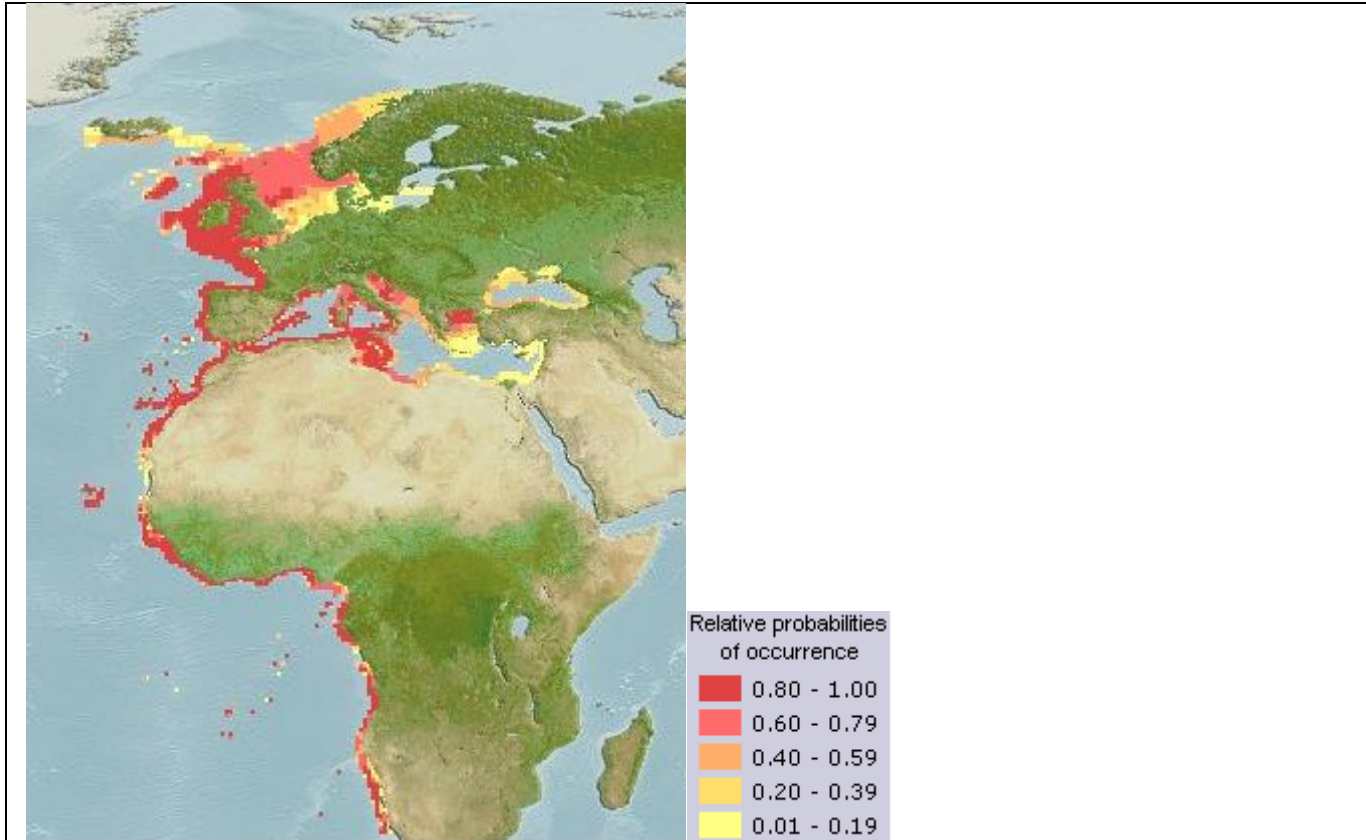 Relative probabilities
of occurrence
0.80 - 1.00
0.60 - 0.79
0.40 - 0.59
0.20 - 0.39
0.01 - 0.19